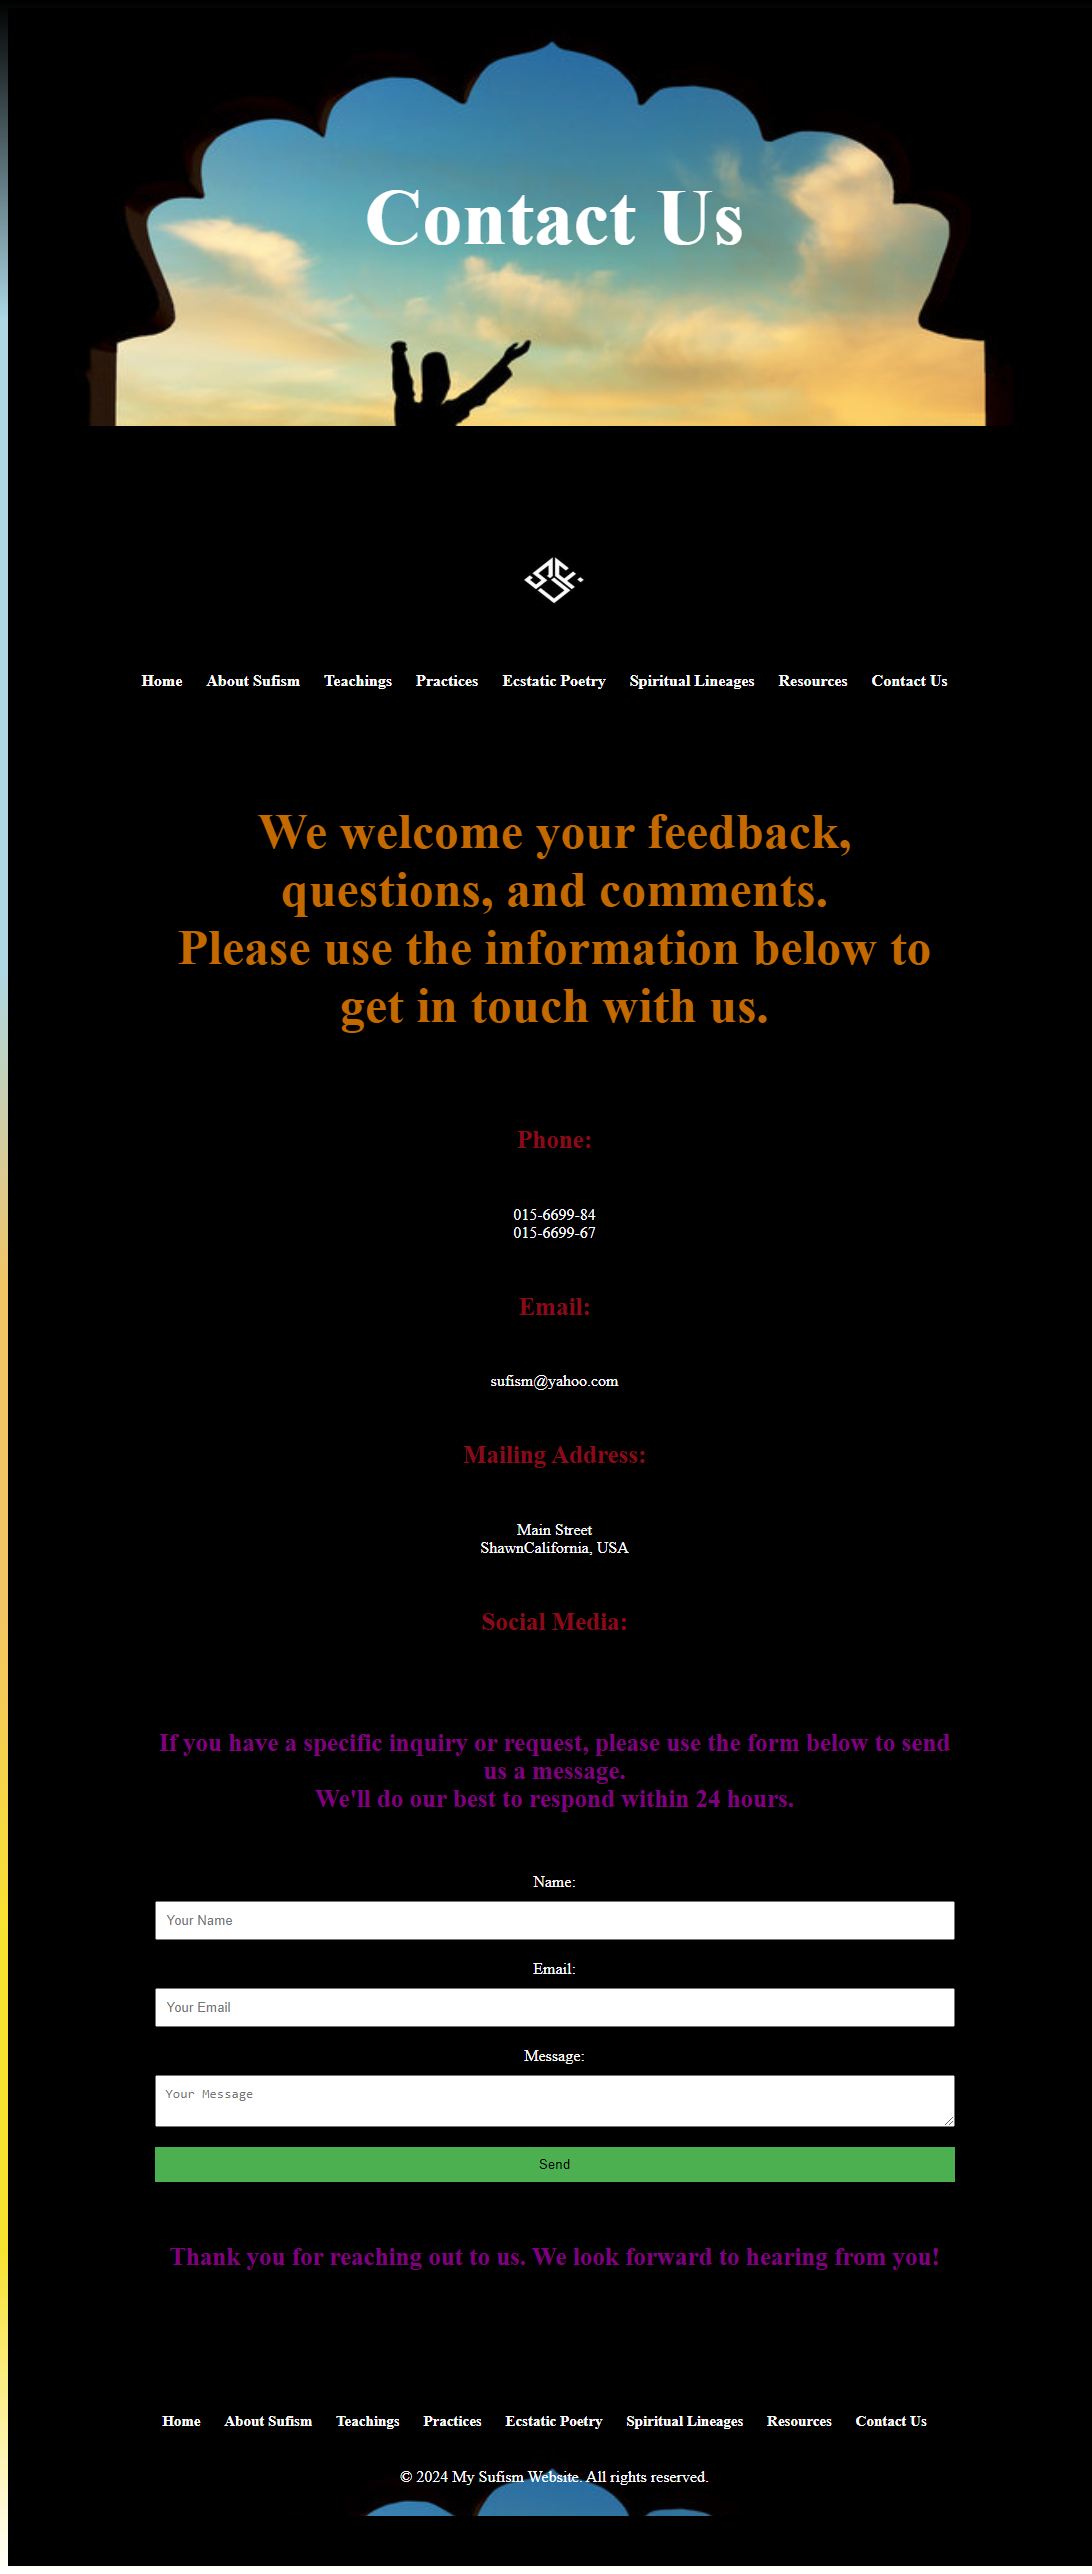 Contact Us
Home About Sufism Teachings Practices Ecstatic Poetry Spiritual Lineages Resources Contact Us
We welcome your feedback,
questions, and comments.
Please use the information below to
get in touch with us.
Phone:
015-6699-84
015-6699-67
Email:
sufism@yahoo.com
Mailing Address:
Main Street
ShawnCalifornia, USA
Social Media:
If you have a specific inquiry or request, please use the form below to send
us a message.
We'll do our best to respond within 24 hours.
Name:
Your Name
Email:
Your Email
Message:
Your Message
Send
Thank you for reaching out to us. We look forward to hearing from you!
Home About Sufism Teachings Practices Ecstatic Poetry Spiritual Lineages Resources Contact Us
© 2024 My Sufism Website. All rights reserved.